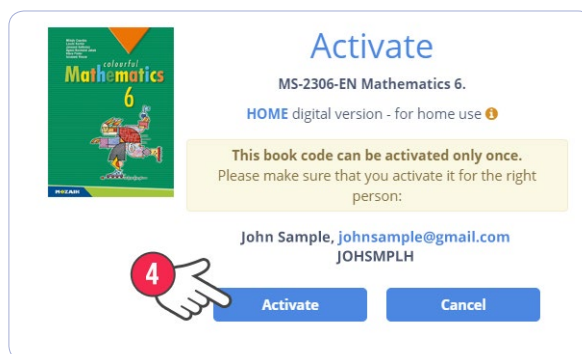 Activate
colourful
Mathematics
6
MOZAIK
MS-2306-EN Mathematics 6.
HOME digital version - for home use i
This book code can be activated only once.
Please make sure that you activate it for the right
person:
John Sample, johnsample@gmail.com
JOHSMPLH
4
Activate
Cancel